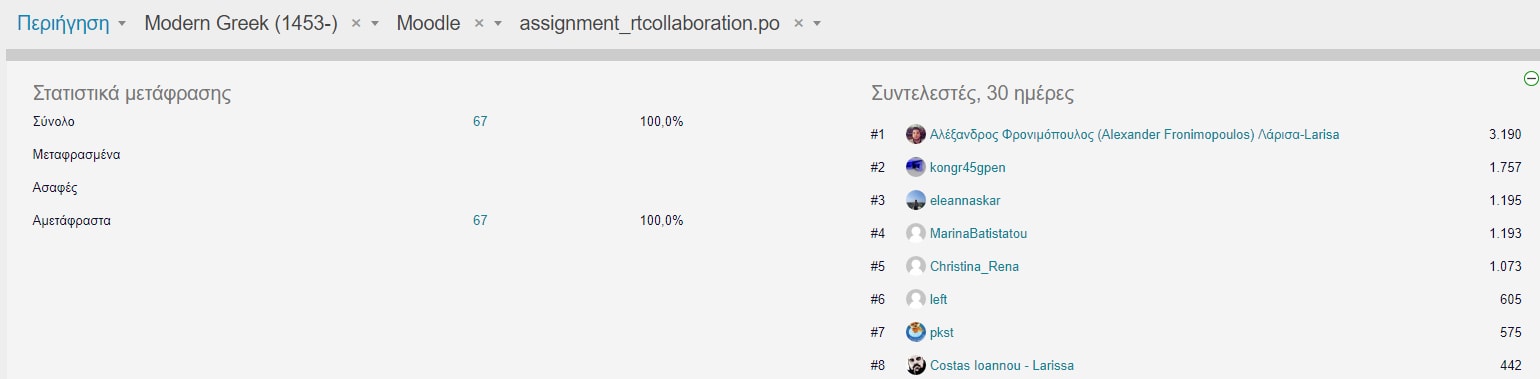 Περιήγηση Modern Greek (1453-) Moodle assignment_rtcollaboration.po
Στατιστικά μετάφρασης
Σύνολο 67 100,0%
Μεταφρασμένα
Ασαφές
Αμετάφραστα 67 100,0%
Συντελεστές, 30 ημέρες
#1 Αλέξανδρος Φρονιμόπουλος (Alexander Fronimopoulos) Λάρισα-Larisa 3.190
#2 kongr45gpen 1.757
#3 eleannaskar 1.195
#4 MarinaBatistatou 1.193
#5 Christina_Rena 1.073
#6 left 605
#7 pkst 575
#8 Costas Ioannou - Larissa 442